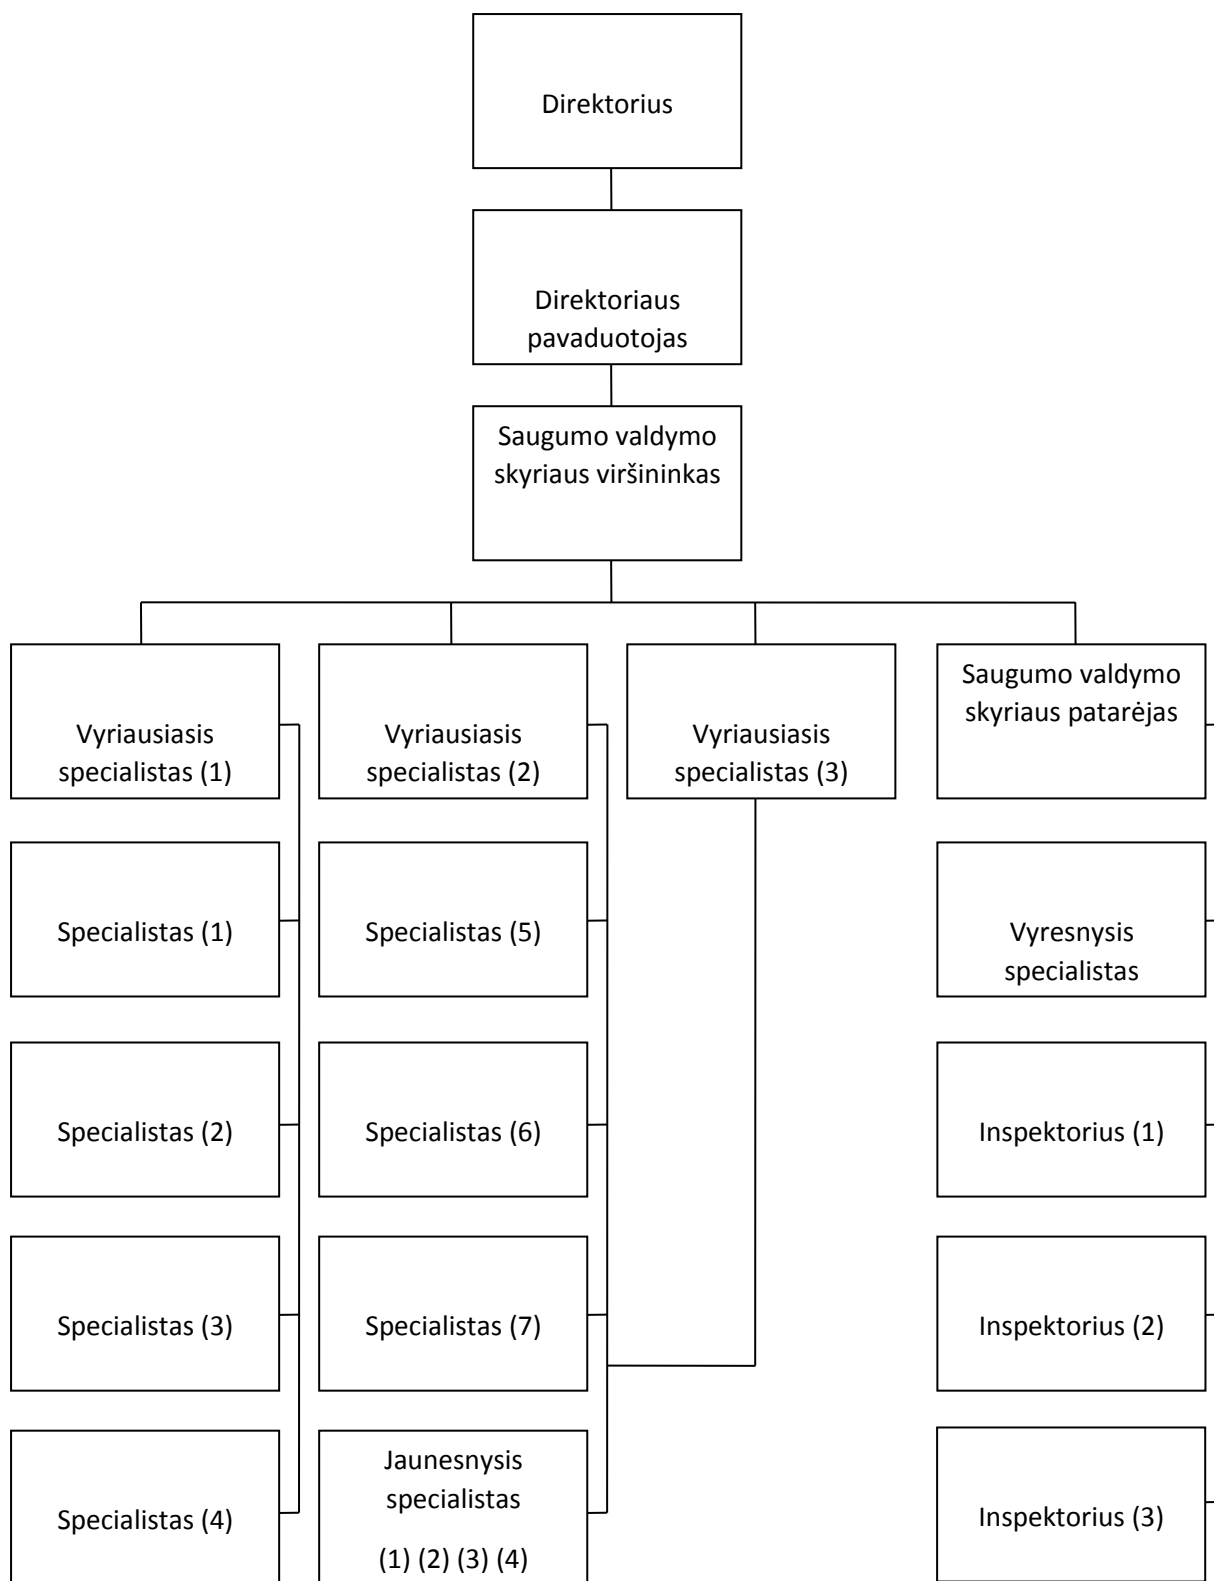 Direktorius
Direktoriaus
pavaduotojas
Saugumo valdymo
skyriaus viršininkas
Vyriausiasis
specialistas (1)
Vyriausiasis
specialistas (2)
Vyriausiasis
specialistas (3)
Saugumo valdymo
skyriaus patarėjas
Specialistas (1)
Specialistas (5)
Vyresnysis
specialistas
Specialistas (2)
Specialistas (6)
Inspektorius (1)
Specialistas (3)
Specialistas (7)
Inspektorius (2)
Specialistas (4)
Jaunesnysis
specialistas
(1) (2) (3) (4)
Inspektorius (3)